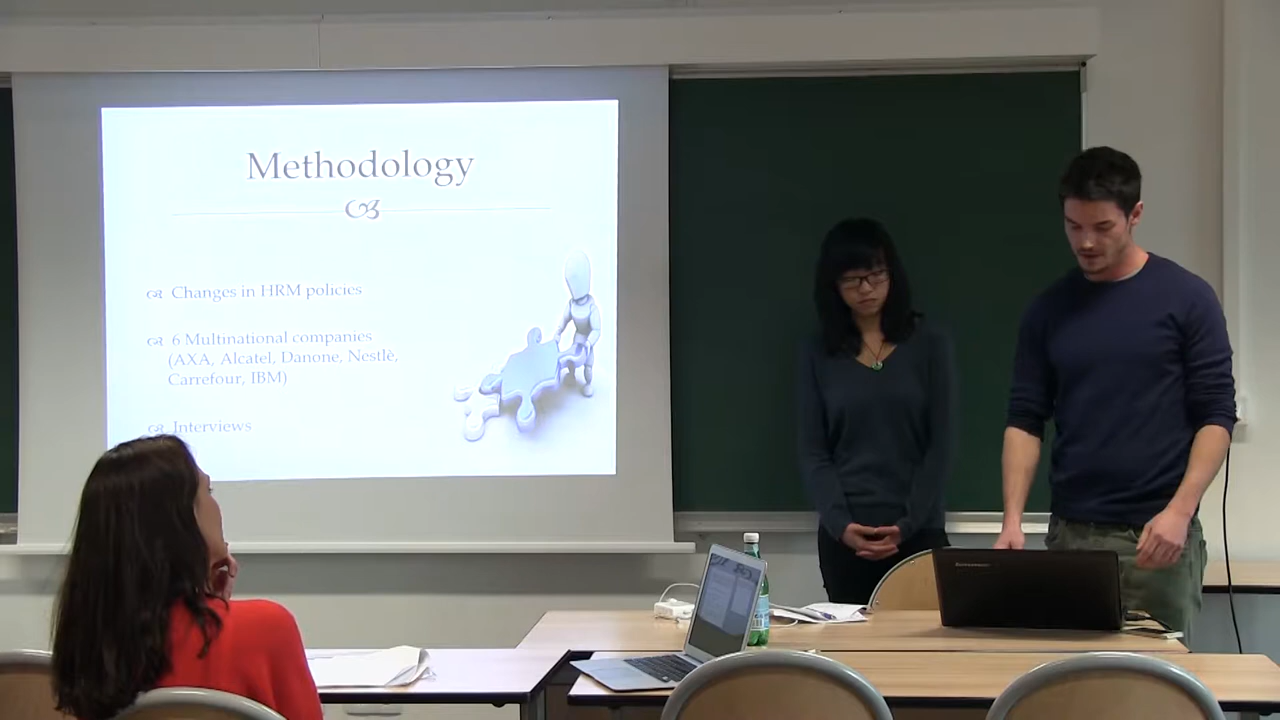 Methodology
Changes in HRM policies
6 Multinational companies
(AXA, Alcatel, Danone, Nestlè,
Carrefour, IBM)
Interviews